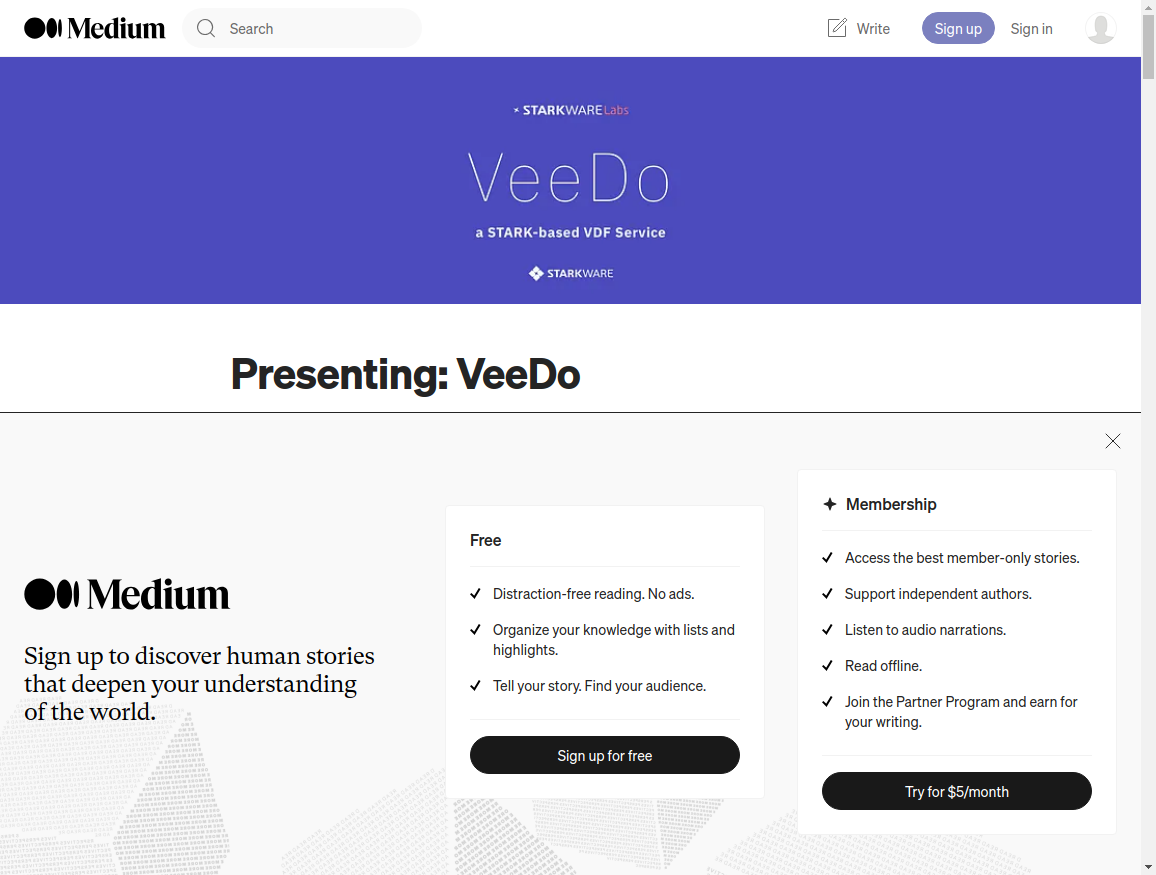 Medium
Search
Write
Sign up
Sign in
STARKWARE Labs
VeeDo
a STARK-based VDF Service
STARKWARE
Presenting: VeeDo
Medium
Sign up to discover human stories
that deepen your understanding
of the world.
Free
Distraction-free reading. No ads.
Organize your knowledge with lists and
highlights.
Tell your story. Find your audience.
Sign up for free
Membership
Access the best member-only stories.
Support independent authors.
Listen to audio narrations.
Read offline.
Join the Partner Program and earn for
your writing.
Try for $5/month